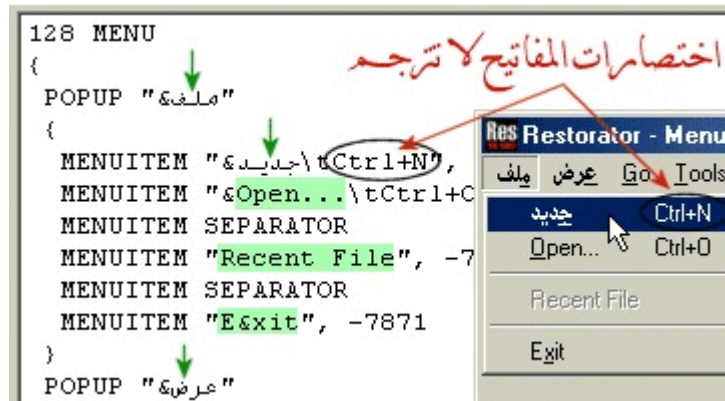 128 MENU
{
اختصارات المفاتيح لا تترجم
POPUP "&ملف"
{
MENUITEM "&جديد\tCtrl+N",
MENUITEM "&Open...\tCtrl+O
MENUITEM SEPARATOR
MENUITEM "Recent File", -7
MENUITEM SEPARATOR
MENUITEM "E&xit", -7871
}
POPUP "&عرض"
Res Restorator - Menu
ملف عرض Go Tools
جديد Ctrl+N
Open... Ctrl+O
Recent File
Exit